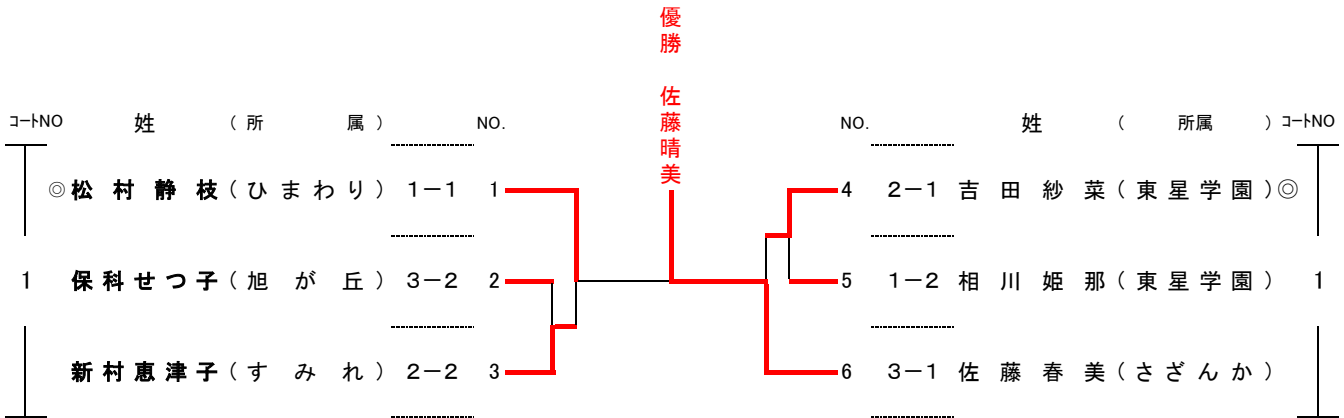 優勝 佐藤晴美
ｺｰﾄNO 姓 (所 属) NO. NO. 姓 (所属) ｺｰﾄNO
◎松村静枝(ひまわり) 1－1 1 4 2－1 吉田紗菜(東星学園)◎
1 保科せつ子(旭が丘) 3－2 2 5 1－2 相川姫那(東星学園) 1
新村恵津子(すみれ) 2－2 3 6 3－1 佐藤春美(さざんか)